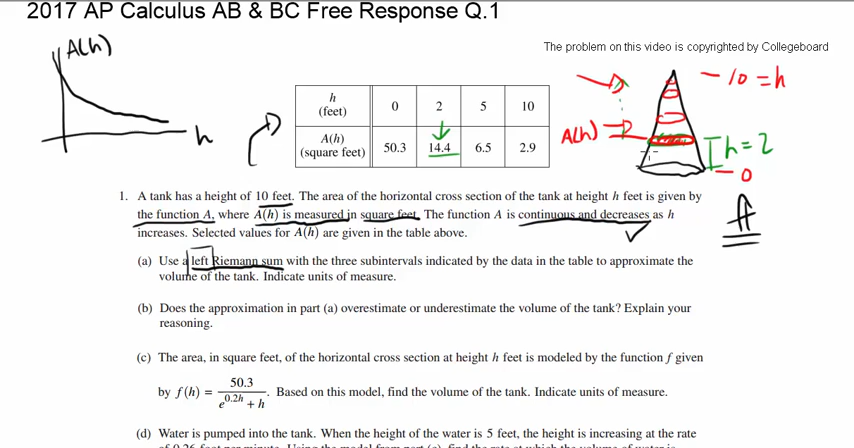 2017 AP Calculus AB & BC Free Response Q.1
The problem on this video is copyrighted by Collegeboard
A(h)
h
h (feet) 0 2 5 10
A(h) (square feet) 50.3 14.4 6.5 2.9
10 = h
A(h)
h = 2
0
ft
1. A tank has a height of 10 feet. The area of the horizontal cross section of the tank at height h feet is given by
the function A, where A(h) is measured in square feet. The function A is continuous and decreases as h
increases. Selected values for A(h) are given in the table above.
(a) Use a left Riemann sum with the three subintervals indicated by the data in the table to approximate the
volume of the tank. Indicate units of measure.
(b) Does the approximation in part (a) overestimate or underestimate the volume of the tank? Explain your
reasoning.
(c) The area, in square feet, of the horizontal cross section at height h feet is modeled by the function f given
by f(h) = 50.3 / (e^0.2h + h). Based on this model, find the volume of the tank. Indicate units of measure.
(d) Water is pumped into the tank. When the height of the water is 5 feet, the height is increasing at the rate